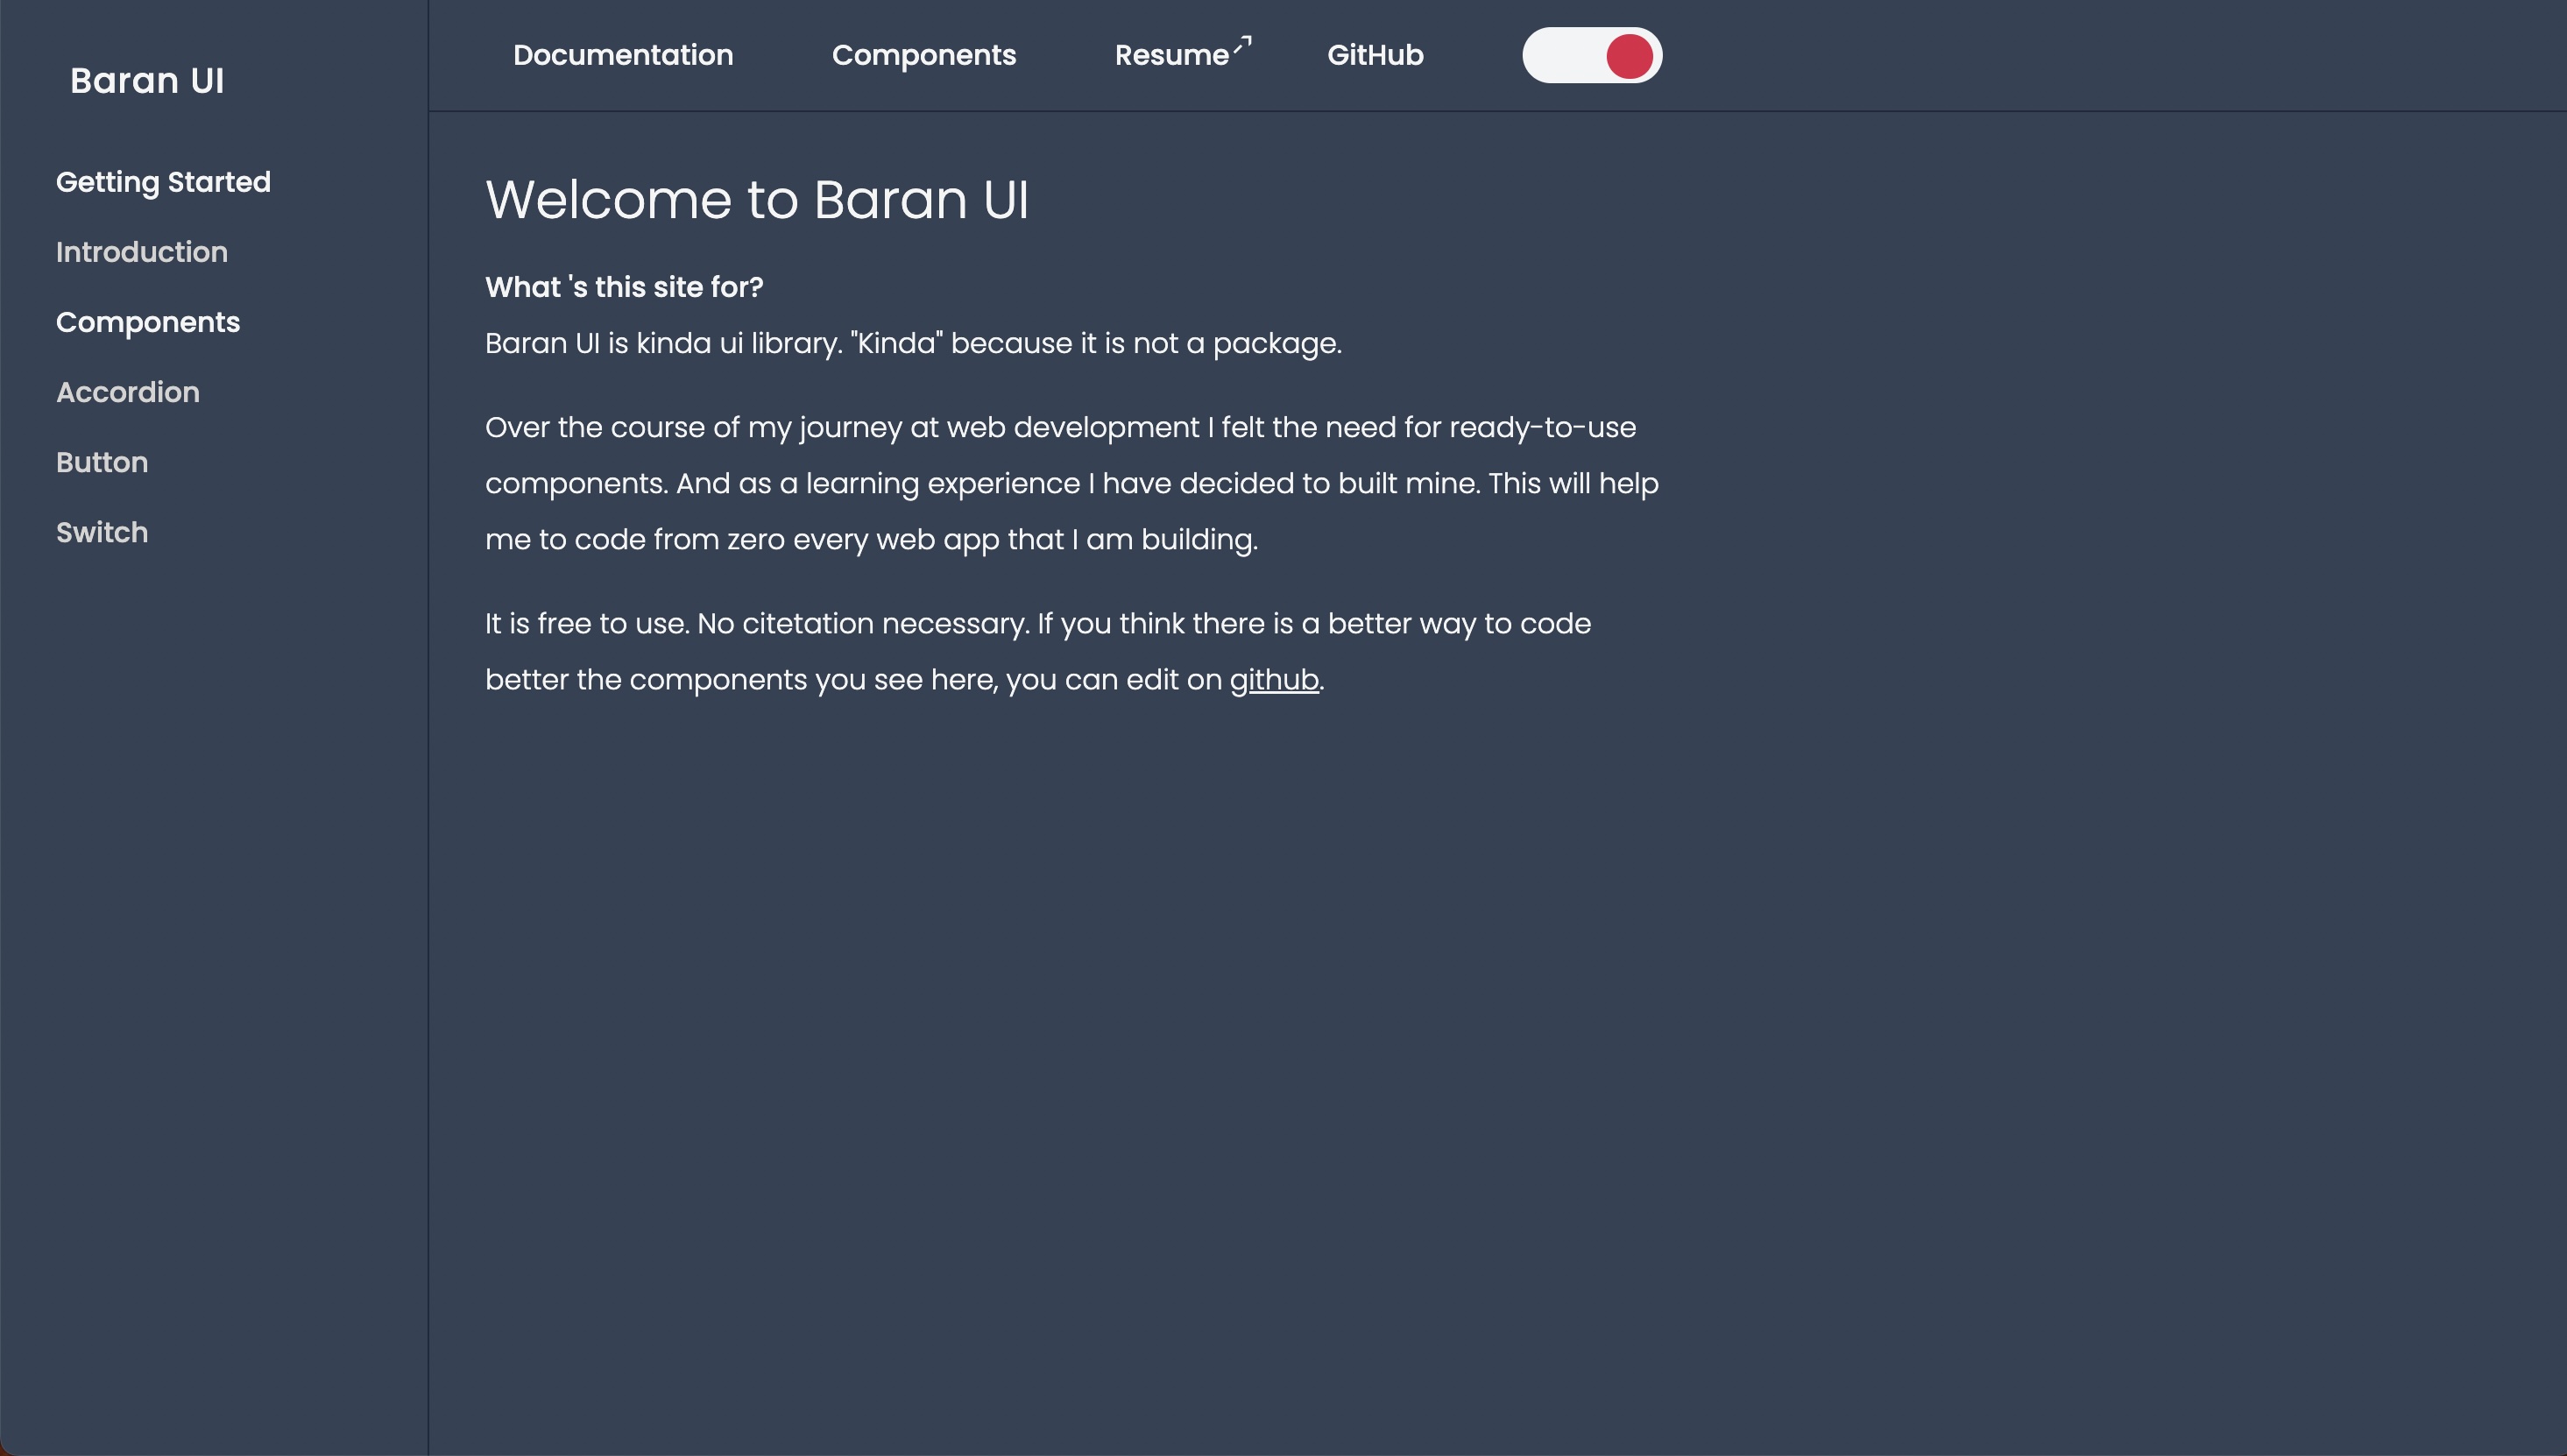 Baran UI
Getting Started
Introduction
Components
Accordion
Button
Switch
Documentation
Components
Resume
GitHub
Welcome to Baran UI
What 's this site for?
Baran UI is kinda ui library. "Kinda" because it is not a package.
Over the course of my journey at web development I felt the need for ready-to-use
components. And as a learning experience I have decided to built mine. This will help
me to code from zero every web app that I am building.
It is free to use. No citetation necessary. If you think there is a better way to code
better the components you see here, you can edit on github.